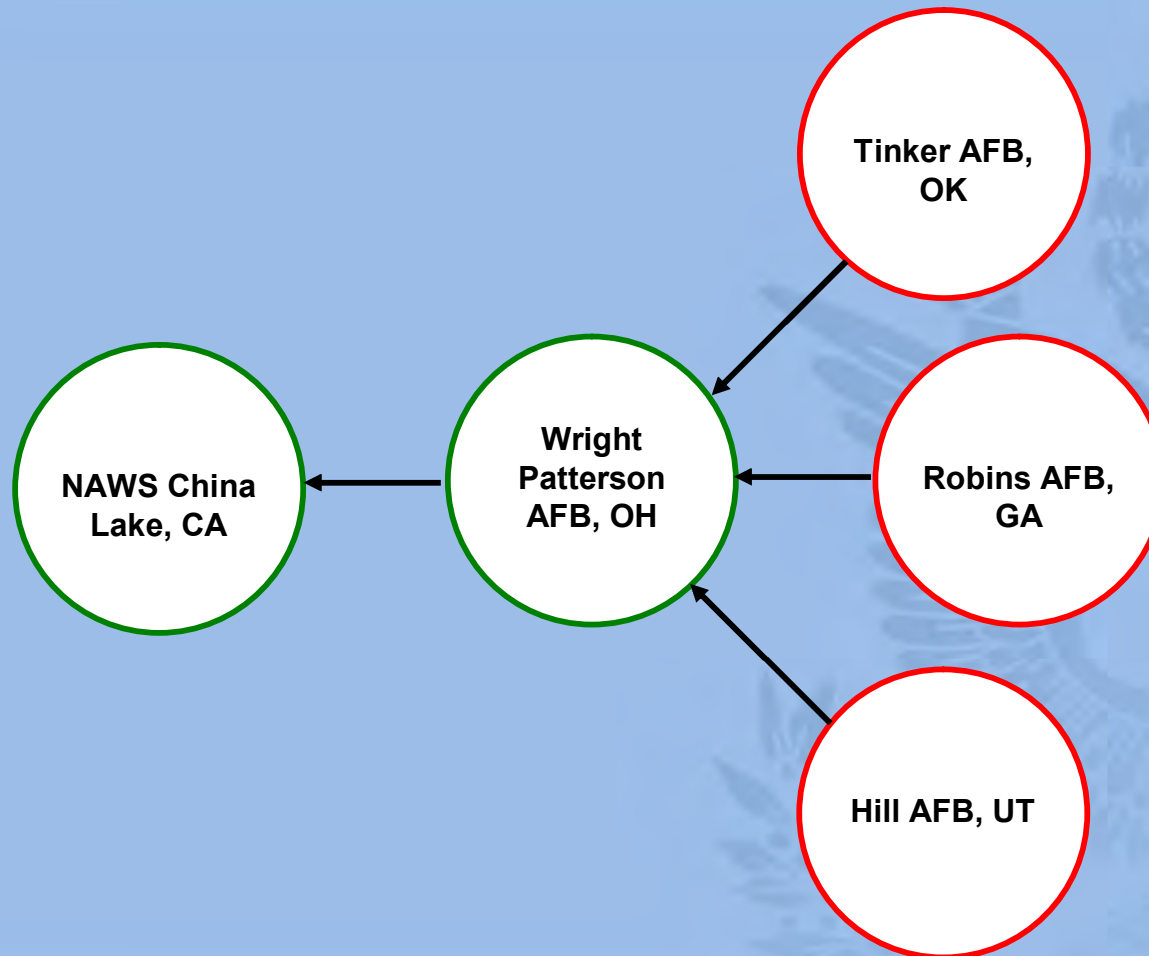 Tinker AFB,
OK
NAWS China
Lake, CA
Wright
Patterson
AFB, OH
Robins AFB,
GA
Hill AFB, UT